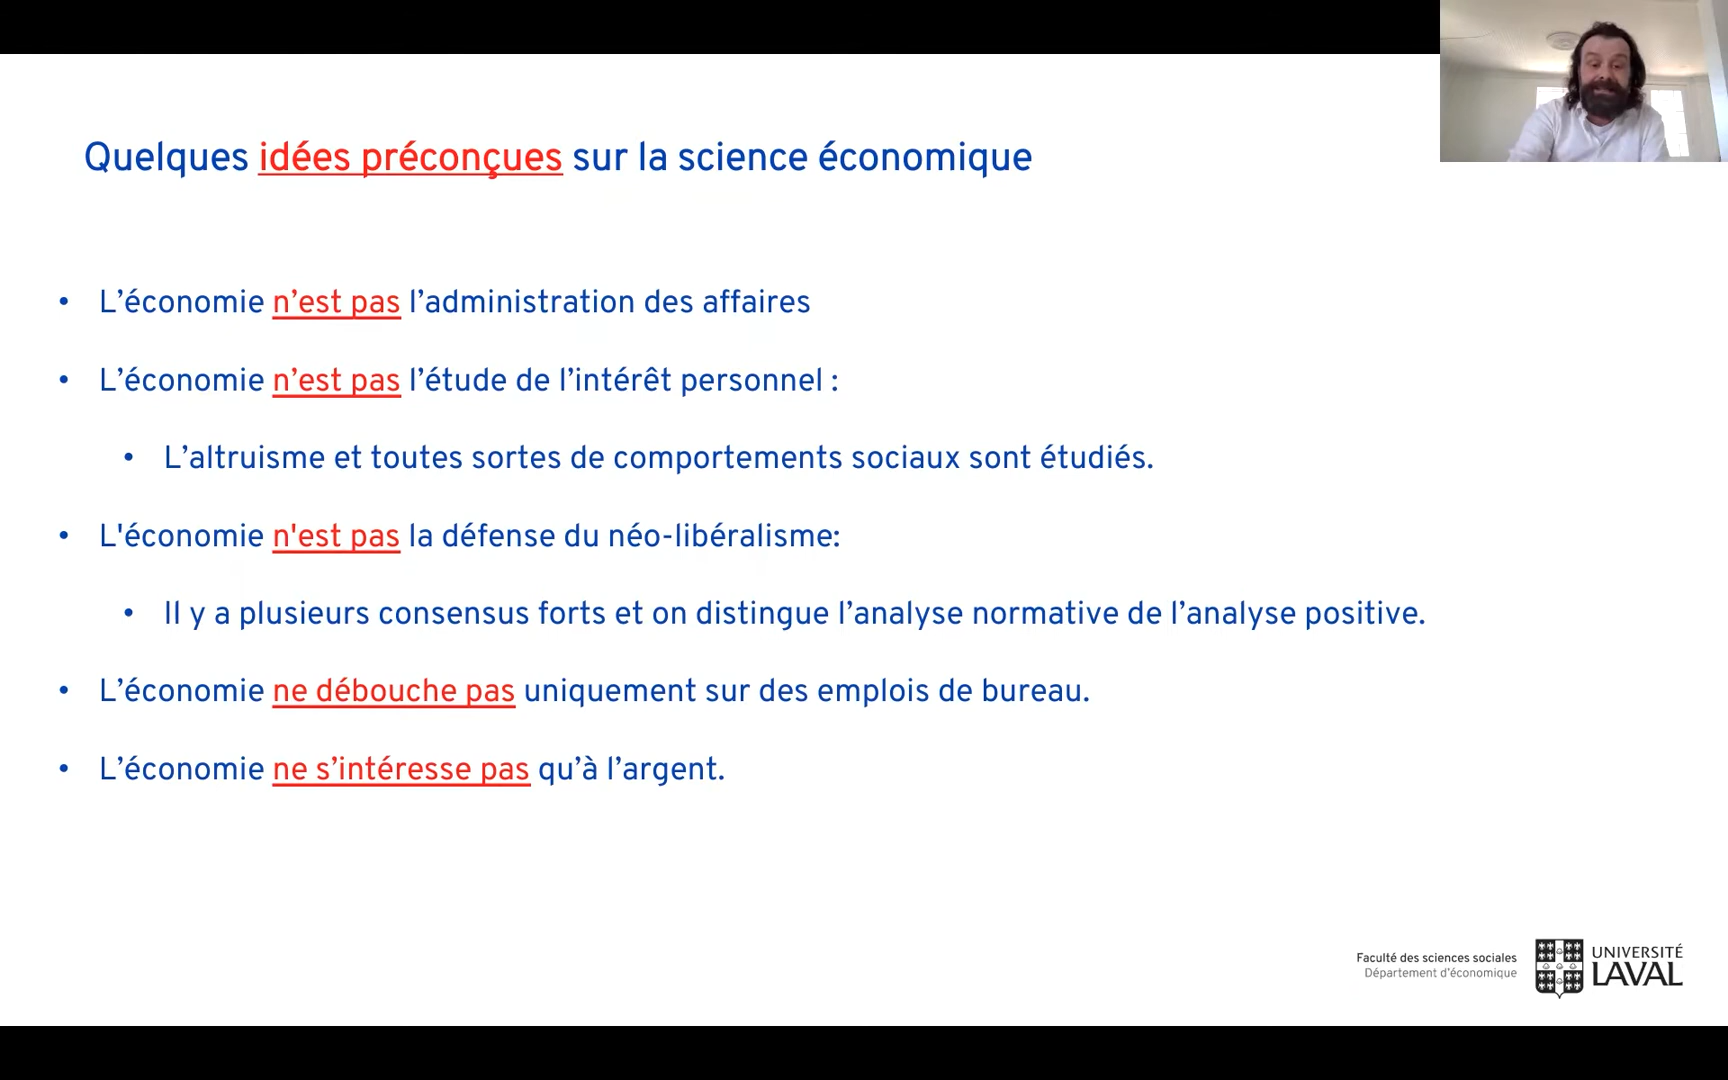 Quelques idées préconçues sur la science économique
• L’économie n’est pas l’administration des affaires
• L’économie n’est pas l’étude de l’intérêt personnel :
• L’altruisme et toutes sortes de comportements sociaux sont étudiés.
• L'économie n'est pas la défense du néo-libéralisme:
• Il y a plusieurs consensus forts et on distingue l’analyse normative de l’analyse positive.
• L’économie ne débouche pas uniquement sur des emplois de bureau.
• L’économie ne s’intéresse pas qu’à l’argent.
Faculté des sciences sociales
Département d’économique
UNIVERSITÉ
LAVAL